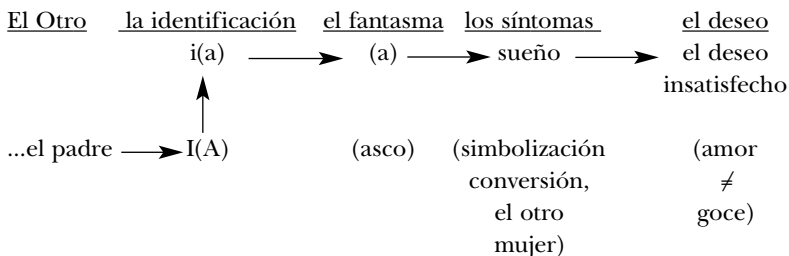 El Otro la identificación el fantasma los síntomas el deseo
i(a) (a) sueño el deseo
insatisfecho
...el padre I(A) (asco) (simbolización (amor
conversión, ≠
el otro goce)
mujer)